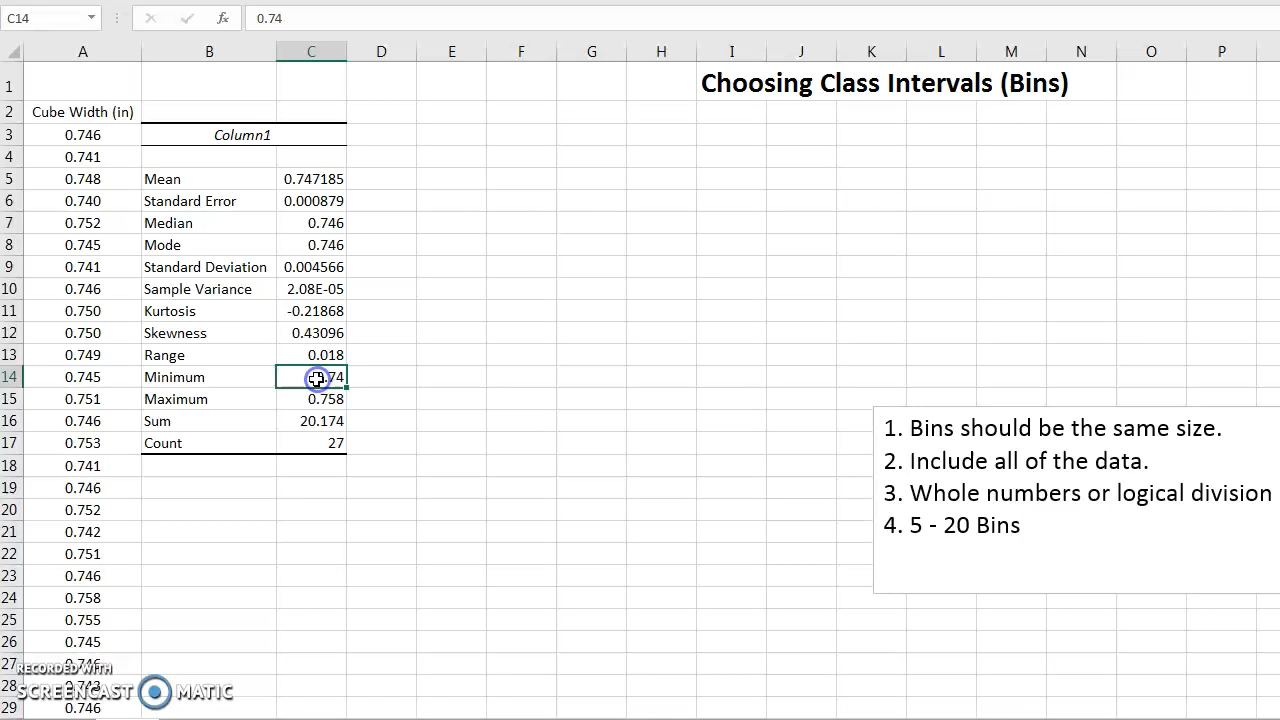 C14 fx 0.74
A B C D E F G H I J K L M N O P
1 Choosing Class Intervals (Bins)
2 Cube Width (in)
3 0.746 Column1
4 0.741
5 0.748 Mean 0.747185
6 0.740 Standard Error 0.000879
7 0.752 Median 0.746
8 0.745 Mode 0.746
9 0.741 Standard Deviation 0.004566
10 0.746 Sample Variance 2.08E-05
11 0.750 Kurtosis -0.21868
12 0.750 Skewness 0.43096
13 0.749 Range 0.018
14 0.745 Minimum .74
15 0.751 Maximum 0.758
16 0.746 Sum 20.174
17 0.753 Count 27
18 0.741
19 0.746
20 0.752
21 0.742
22 0.751
23 0.746
24 0.758
25 0.755
26 0.745
27
28
29 0.746
1. Bins should be the same size.
2. Include all of the data.
3. Whole numbers or logical division
4. 5 - 20 Bins
RECORDED WITH
SCREENCAST MATIC